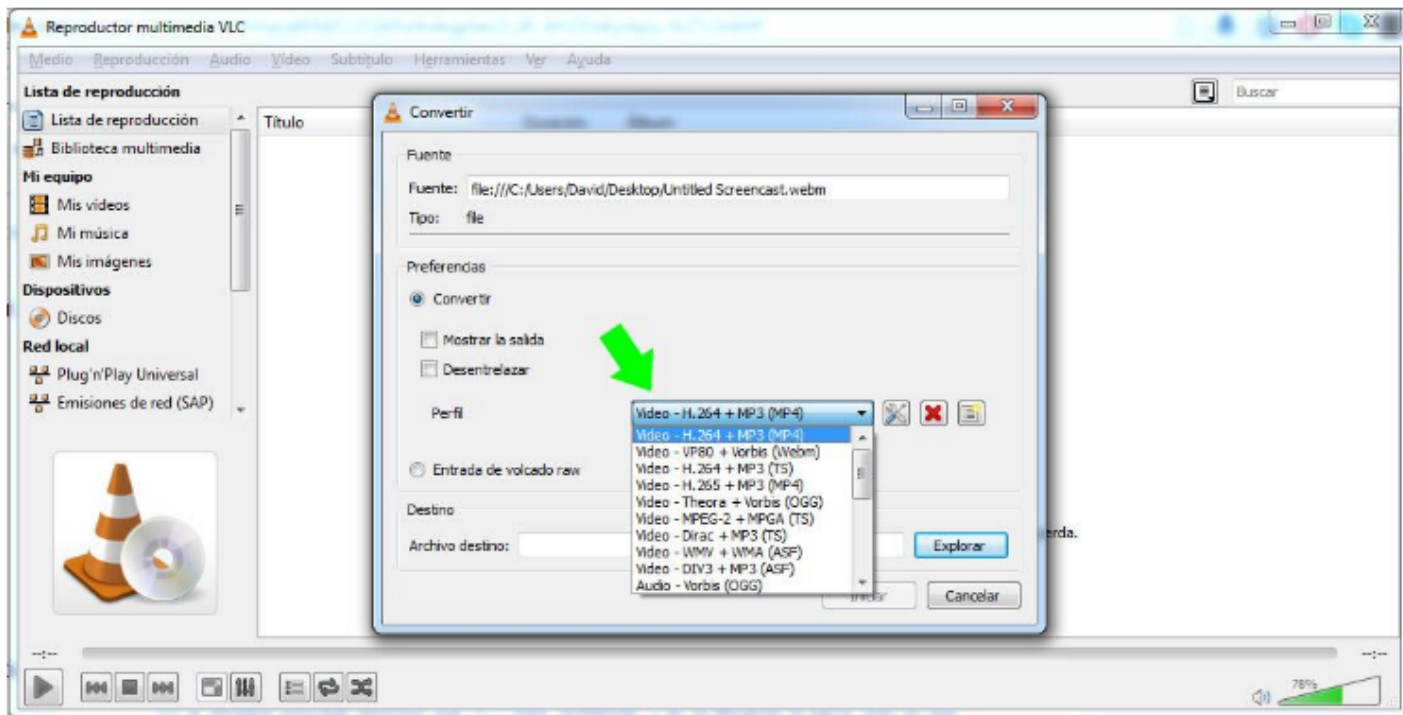 Reproductor multimedia VLC
Medio Reproducción Audio Vídeo Subtítulo Herramientas Ver Ayuda
Lista de reproducción
Buscar
Lista de reproducción
Título
Biblioteca multimedia
Mi equipo
Mis videos
Mi música
Mis imágenes
Dispositivos
Discos
Red local
Plug'n'Play Universal
Emisiones de red (SAP)
Convertir
Fuente
Fuente: file:///C:/Users/David/Desktop/Untitled Screencast.webm
Tipo: file
Preferencias
Convertir
Mostrar la salida
Desentrelazar
Perfil
Video - H.264 + MP3 (MP4)
Video - H.264 + MP3 (MP4)
Video - VP80 + Vorbis (Webm)
Video - H.264 + MP3 (TS)
Video - H.265 + MP3 (MP4)
Video - Theora + Vorbis (OGG)
Video - MPEG-2 + MPGA (TS)
Video - Dirac + MP3 (TS)
Video - WMV + WMA (ASF)
Video - DIV3 + MP3 (ASF)
Audio - Vorbis (OGG)
Entrada de volcado raw
Destino
Archivo destino:
Explorar
Cancelar
erda.
--:--
--:--
78%